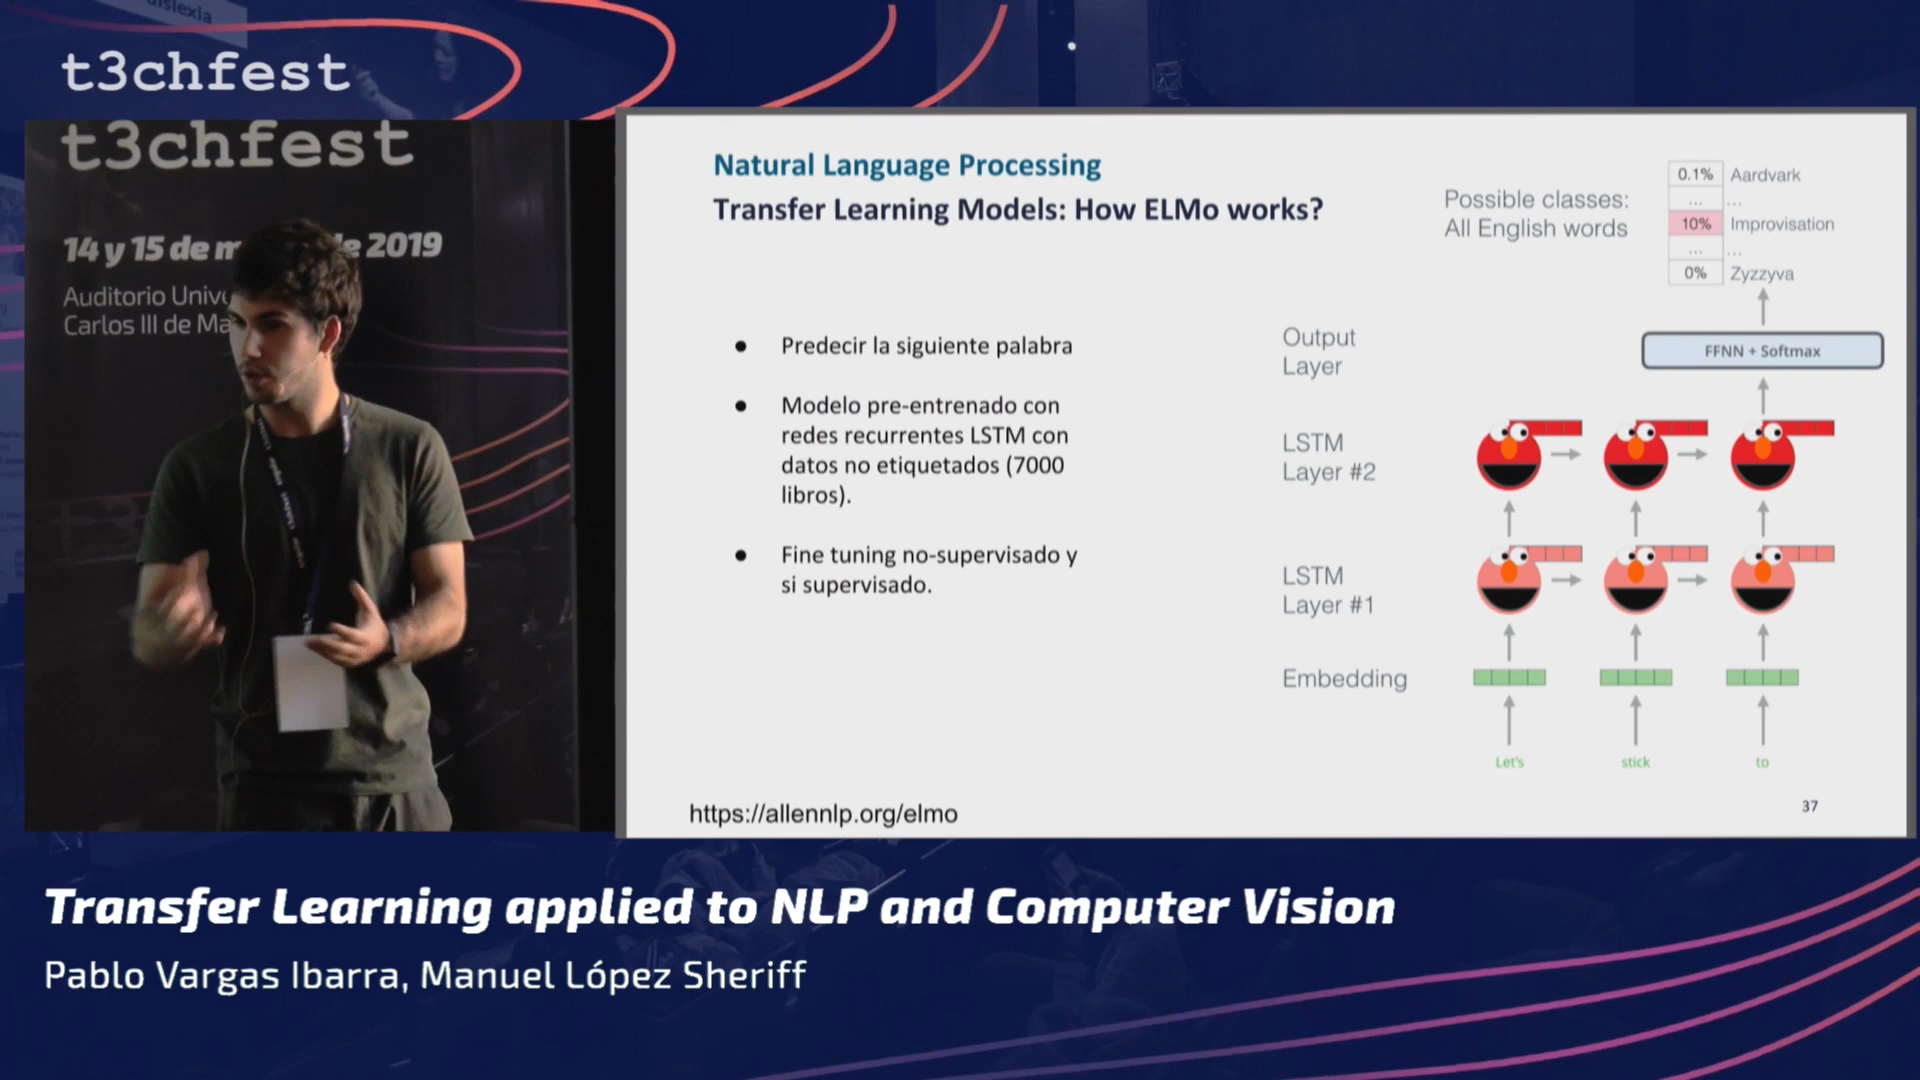 t3chfest
t3chfest
14 y 15 de m e 2019
Auditorio Unive
Carlos III de Ma
Natural Language Processing
Transfer Learning Models: How ELMo works?
Possible classes:
All English words
0.1% Aardvark
... ...
10% Improvisation
... ...
0% Zyzzyva
● Predecir la siguiente palabra
● Modelo pre-entrenado con
redes recurrentes LSTM con
datos no etiquetados (7000
libros).
● Fine tuning no-supervisado y
si supervisado.
Output
Layer
FFNN + Softmax
LSTM
Layer #2
LSTM
Layer #1
Embedding
Let's stick to
https://allennlp.org/elmo
37
Transfer Learning applied to NLP and Computer Vision
Pablo Vargas Ibarra, Manuel López Sheriff